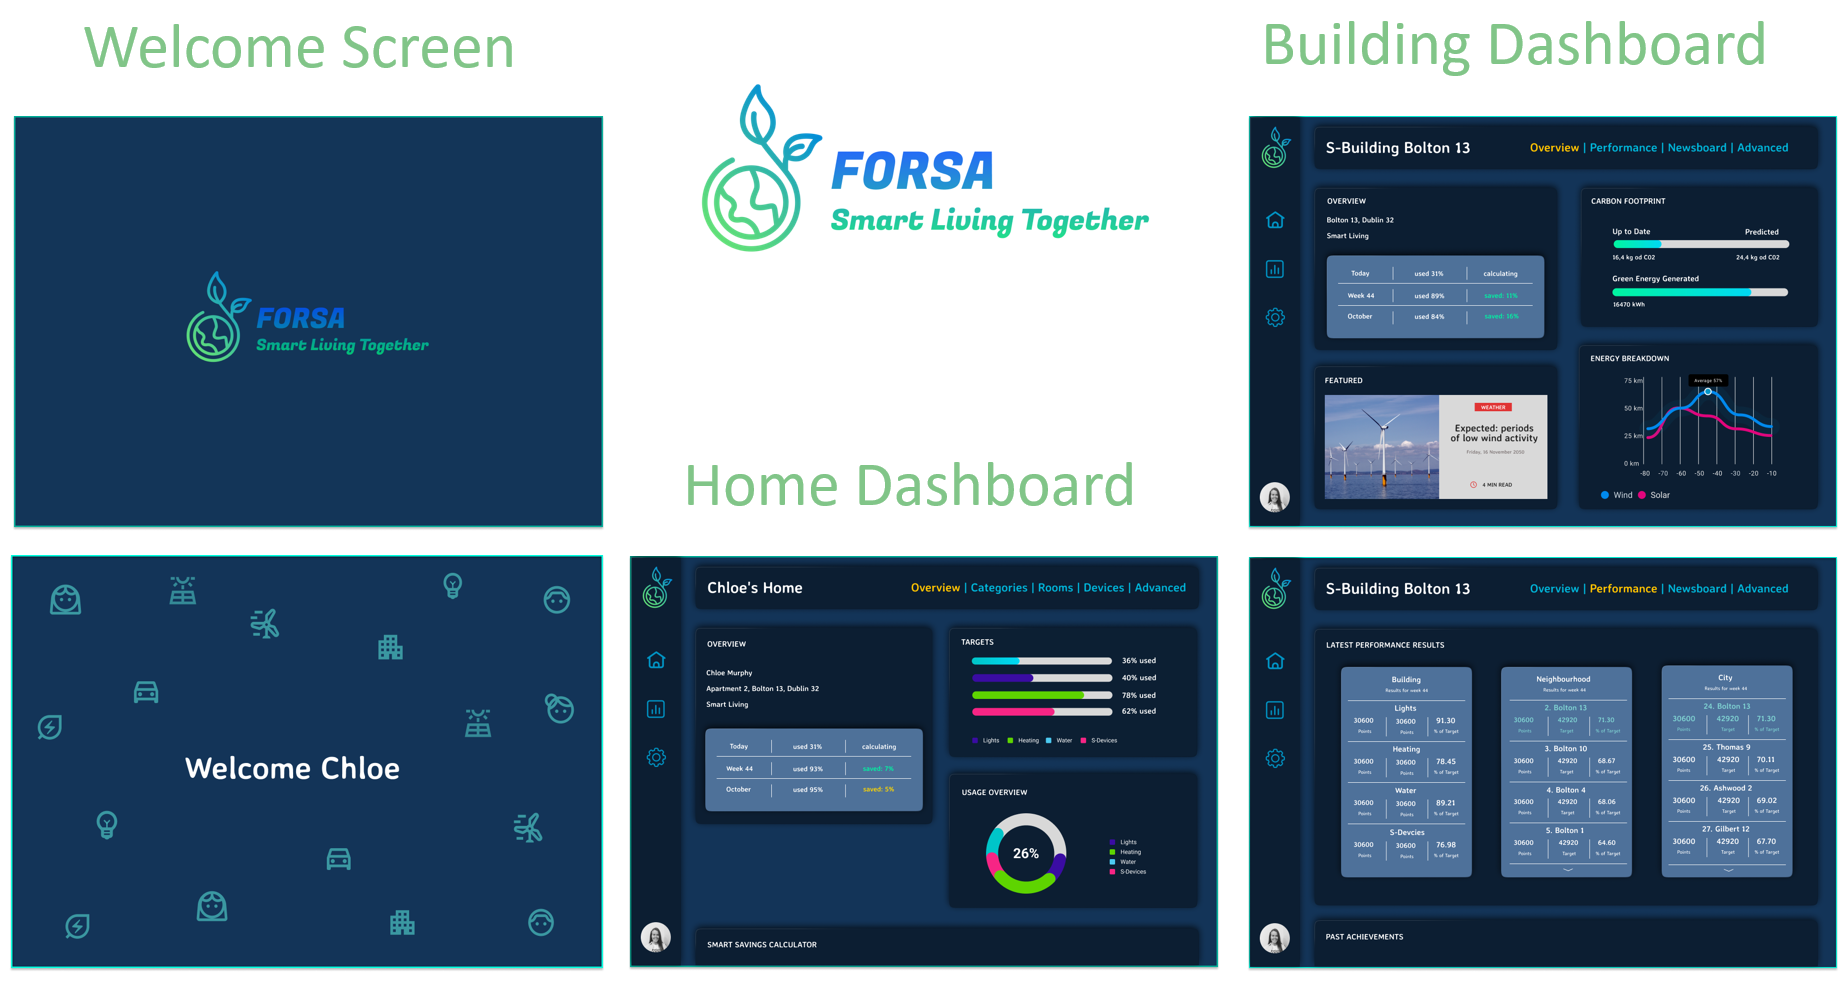 Welcome Screen
FORSA
Smart Living Together
Welcome Chloe
FORSA
Smart Living Together
Home Dashboard
Chloe's Home
Overview | Categories | Rooms | Devices | Advanced
OVERVIEW
Chloe Murphy
Apartment 2, Bolton 13, Dublin 32
Smart Living
Today used 31% calculating
Week 44 used 93% saved: 7%
October used 95% saved: 5%
TARGETS
36% used
40% used
78% used
62% used
Lights Heating Water S-Devices
USAGE OVERVIEW
26%
Lights
Heating
Water
S-Devices
SMART SAVINGS CALCULATOR
Building Dashboard
S-Building Bolton 13
Overview | Performance | Newsboard | Advanced
OVERVIEW
Bolton 13, Dublin 32
Smart Living
Today used 31% calculating
Week 44 used 89% saved: 11%
October used 84% saved: 16%
CARBON FOOTPRINT
Up to Date Predicted
16,4 kg od CO2 24,4 kg od CO2
Green Energy Generated
16470 kWh
FEATURED
WEATHER
Expected: periods
of low wind activity
Friday, 16 November 2050
4 MIN READ
ENERGY BREAKDOWN
Average 57%
75 km
50 km
25 km
0 km
-80 -70 -60 -50 -40 -30 -20 -10
Wind Solar
S-Building Bolton 13
Overview | Performance | Newsboard | Advanced
LATEST PERFORMANCE RESULTS
Building
Results for week 44
Lights
30600 30600 91.30
Points Points % of Target
Heating
30600 30600 78.45
Points Points % of Target
Water
30600 30600 89.21
Points Points % of Target
S-Devcies
30600 30600 76.98
Points Points % of Target
Neighbourhood
Results for week 44
2. Bolton 13
30600 42920 71.30
Points Target % of Target
3. Bolton 10
30600 42920 68.67
Points Target % of Target
4. Bolton 4
30600 42920 68.06
Points Target % of Target
5. Bolton 1
30600 42920 64.60
Points Target % of Target
City
Results for week 44
24. Bolton 13
30600 42920 71.30
Points Target % of Target
25. Thomas 9
30600 42920 70.11
Points Target % of Target
26. Ashwood 2
30600 42920 69.02
Points Target % of Target
27. Gilbert 12
30600 42920 67.70
Points Target % of Target
PAST ACHIEVEMENTS